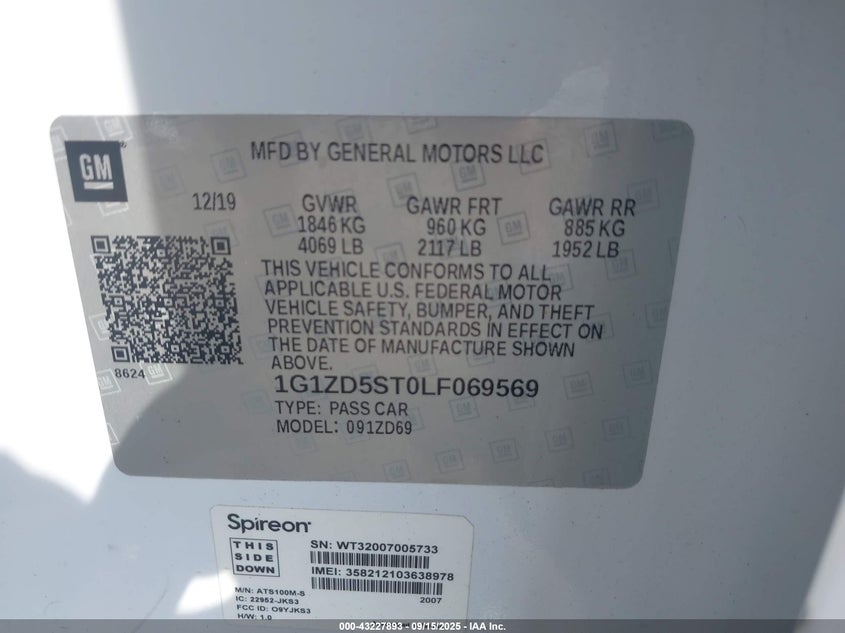 GM
MFD BY GENERAL MOTORS LLC
12/19 GVWR GAWR FRT GAWR RR
1846 KG 960 KG 885 KG
4069 LB 2117 LB 1952 LB
THIS VEHICLE CONFORMS TO ALL
APPLICABLE U.S. FEDERAL MOTOR
VEHICLE SAFETY, BUMPER, AND THEFT
PREVENTION STANDARDS IN EFFECT ON
THE DATE OF MANUFACTURE SHOWN
ABOVE.
8624
1G1ZD5ST0LF069569
TYPE: PASS CAR
MODEL: 091ZD69
Spireon
THIS
SIDE
DOWN
SN: WT32007005733
IMEI: 358212103638978
2007
M/N: ATS100M-S
IC: 22952-JKS3
FCC ID: O9YJKS3
H/W: 1.0
000-43227893 - 09/15/2025 - IAA Inc.